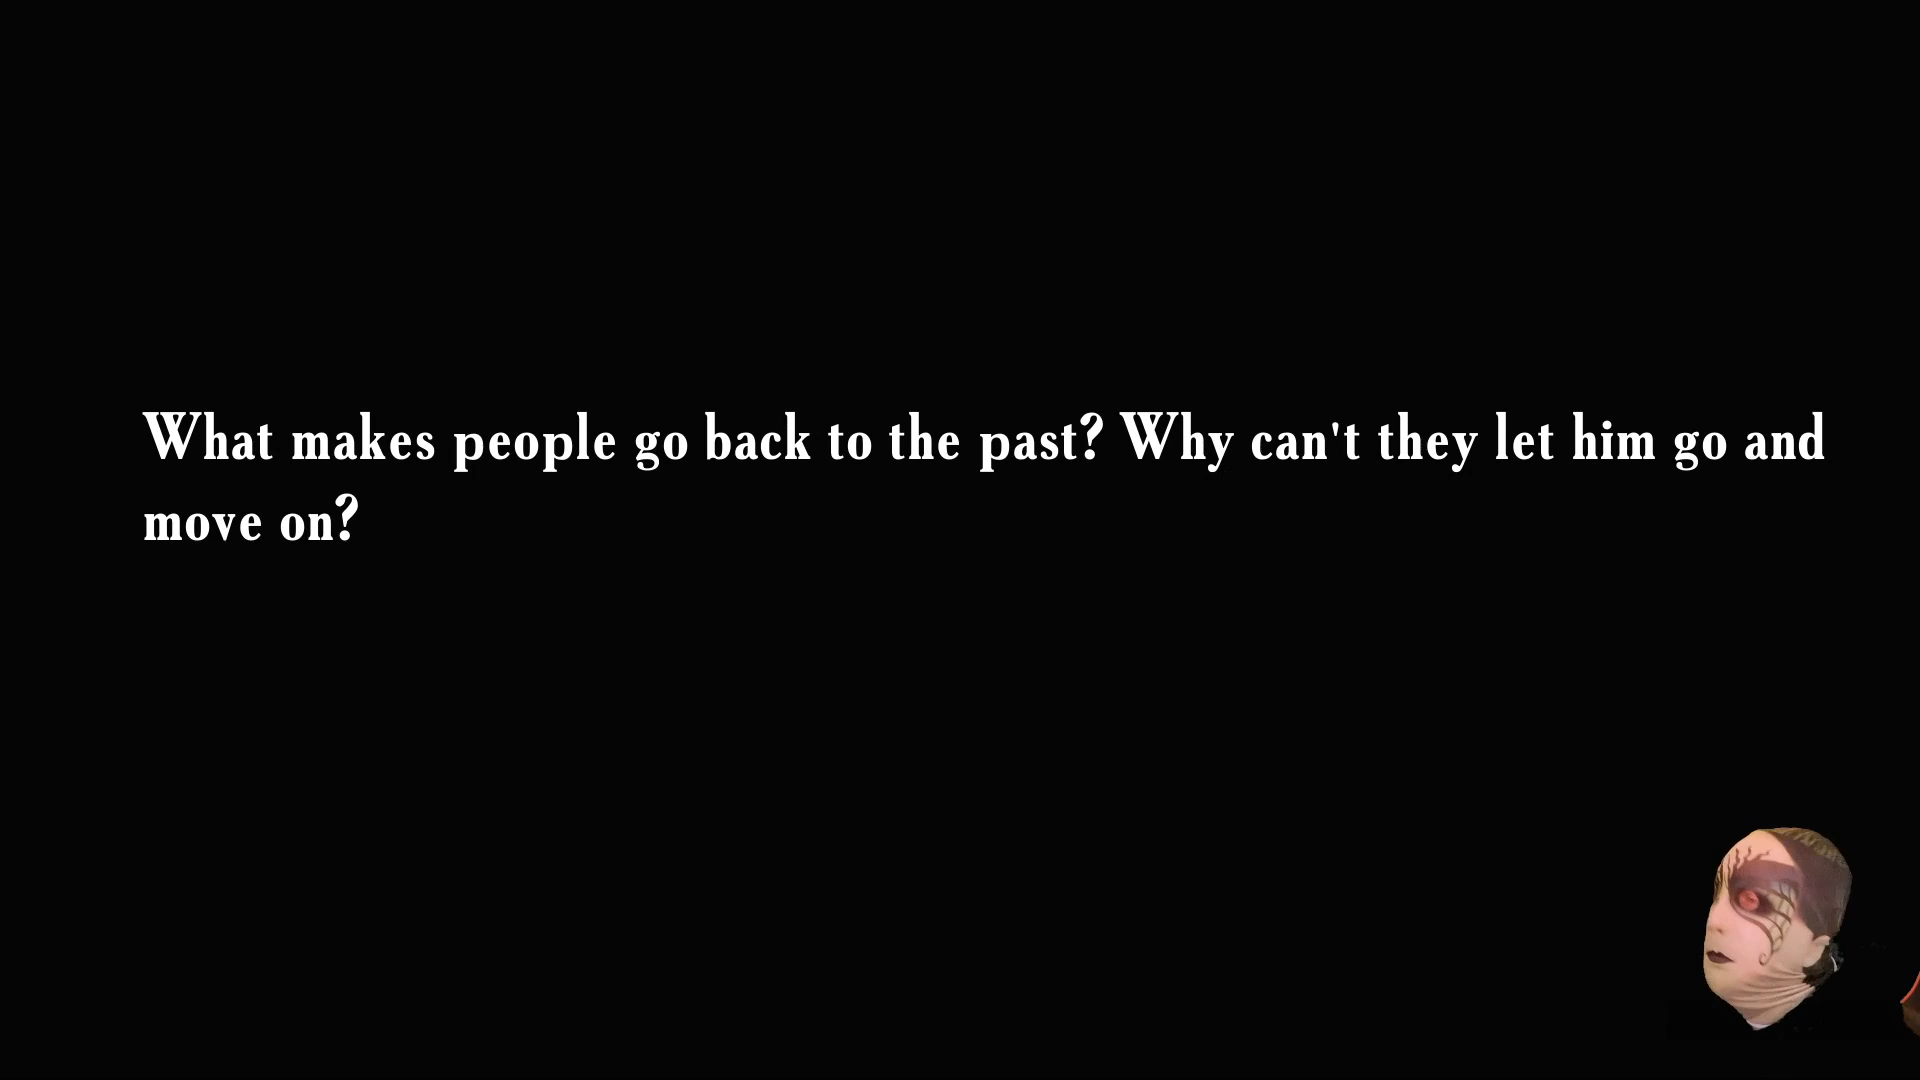 What makes people go back to the past? Why can't they let him go and
move on?